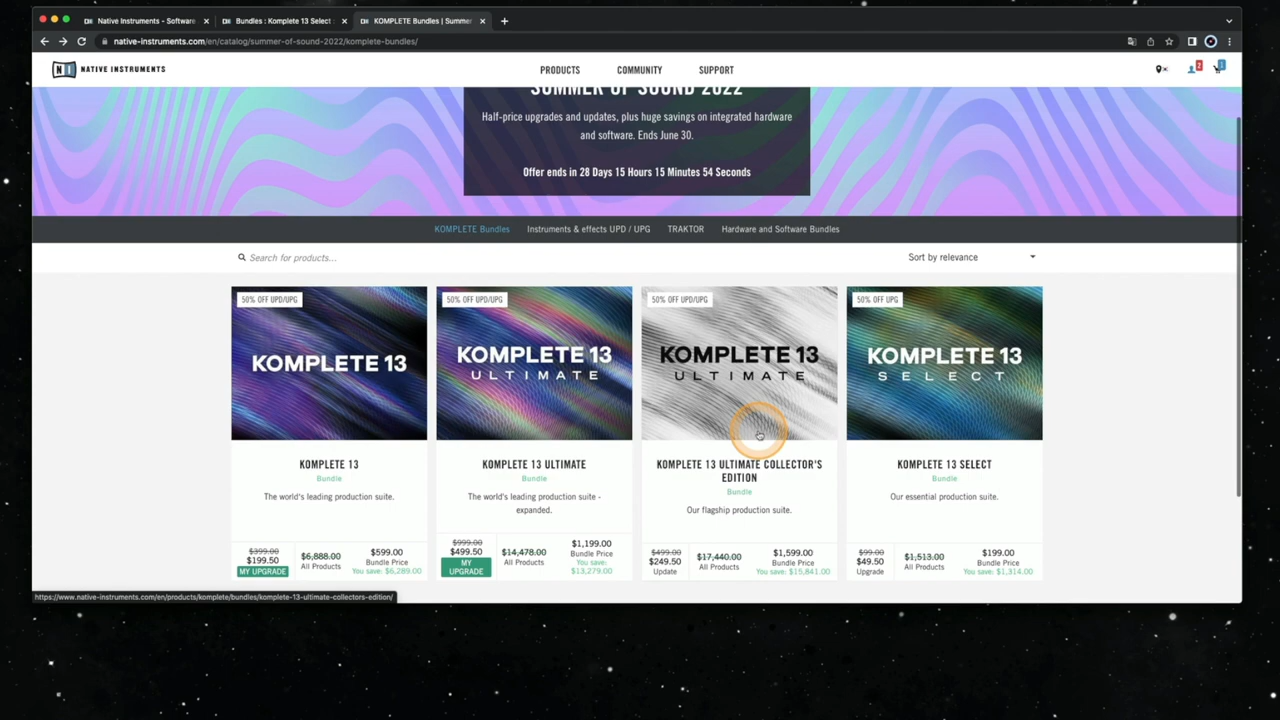 Native Instruments - Software
Bundles : Komplete 13 Select
KOMPLETE Bundles | Summer
native-instruments.com/en/catalog/summer-of-sound-2022/komplete-bundles/
NATIVE INSTRUMENTS
PRODUCTS
COMMUNITY
SUPPORT
2
1
SUMMER OF SOUND 2022
Half-price upgrades and updates, plus huge savings on integrated hardware
and software. Ends June 30.
Offer ends in 28 Days 15 Hours 15 Minutes 54 Seconds
KOMPLETE Bundles
Instruments & effects UPD / UPG
TRAKTOR
Hardware and Software Bundles
Search for products...
Sort by relevance
50% OFF UPD/UPG
KOMPLETE 13
KOMPLETE 13
Bundle
The world's leading production suite.
$399.00
$199.50
MY UPGRADE
$6,888.00
All Products
$599.00
Bundle Price
You save: $6,289.00
50% OFF UPD/UPG
KOMPLETE 13
ULTIMATE
KOMPLETE 13 ULTIMATE
Bundle
The world's leading production suite -
expanded.
$999.00
$499.50
MY
UPGRADE
$14,478.00
All Products
$1,199.00
Bundle Price
You save:
$13,279.00
50% OFF UPD/UPG
KOMPLETE 13
ULTIMATE
KOMPLETE 13 ULTIMATE COLLECTOR'S
EDITION
Bundle
Our flagship production suite.
$499.00
$249.50
Update
$17,440.00
All Products
$1,599.00
Bundle Price
You save: $15,841.00
50% OFF UPG
KOMPLETE 13
SELECT
KOMPLETE 13 SELECT
Bundle
Our essential production suite.
$99.00
$49.50
Upgrade
$1,513.00
All Products
$199.00
Bundle Price
You save: $1,314.00
https://www.native-instruments.com/en/products/komplete/bundles/komplete-13-ultimate-collectors-edition/